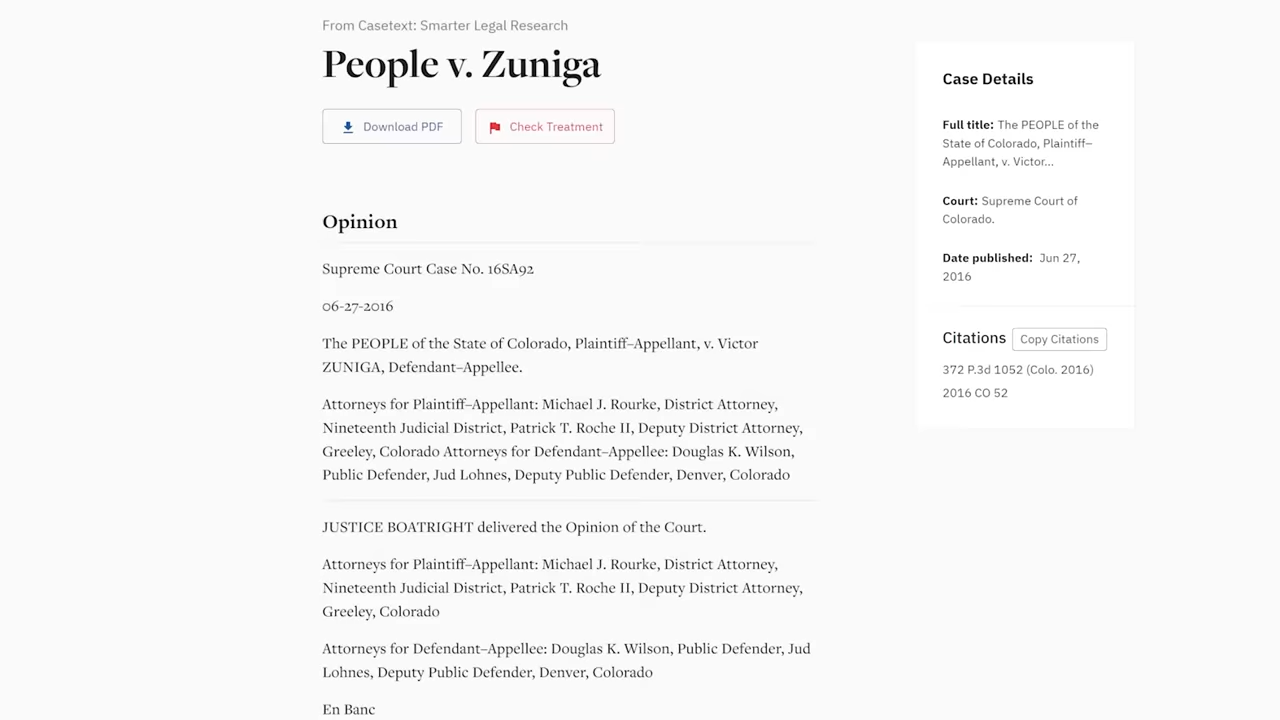 From Casetext: Smarter Legal Research
People v. Zuniga
Download PDF
Check Treatment
Opinion
Supreme Court Case No. 16SA92
06-27-2016
The PEOPLE of the State of Colorado, Plaintiff–Appellant, v. Victor
ZUNIGA, Defendant–Appellee.
Attorneys for Plaintiff–Appellant: Michael J. Rourke, District Attorney,
Nineteenth Judicial District, Patrick T. Roche II, Deputy District Attorney,
Greeley, Colorado Attorneys for Defendant–Appellee: Douglas K. Wilson,
Public Defender, Jud Lohnes, Deputy Public Defender, Denver, Colorado
JUSTICE BOATRIGHT delivered the Opinion of the Court.
Attorneys for Plaintiff–Appellant: Michael J. Rourke, District Attorney,
Nineteenth Judicial District, Patrick T. Roche II, Deputy District Attorney,
Greeley, Colorado
Attorneys for Defendant–Appellee: Douglas K. Wilson, Public Defender, Jud
Lohnes, Deputy Public Defender, Denver, Colorado
En Banc
Case Details
Full title: The PEOPLE of the
State of Colorado, Plaintiff–
Appellant, v. Victor...
Court: Supreme Court of
Colorado.
Date published: Jun 27,
2016
Citations
Copy Citations
372 P.3d 1052 (Colo. 2016)
2016 CO 52